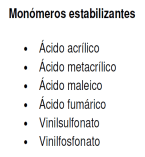 Monómeros estabilizantes
• Ácido acrílico
• Ácido metacrílico
• Ácido maleico
• Ácido fumárico
• Vinilsulfonato
• Vinilfosfonato